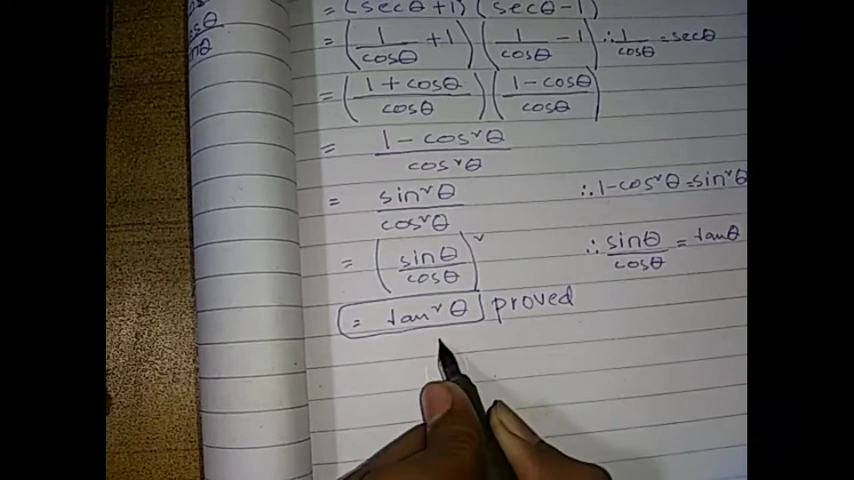 = (secθ+1) (secθ-1)
= (1/cosθ +1) (1/cosθ -1) ∴ 1/cosθ = secθ
= (1+cosθ/cosθ) (1-cosθ/cosθ)
= 1-cos²θ/cos²θ
= sin²θ/cos²θ ∴ 1-cos²θ=sin²θ
= (sinθ/cosθ)² ∴ sinθ/cosθ = tanθ
= tan²θ proved